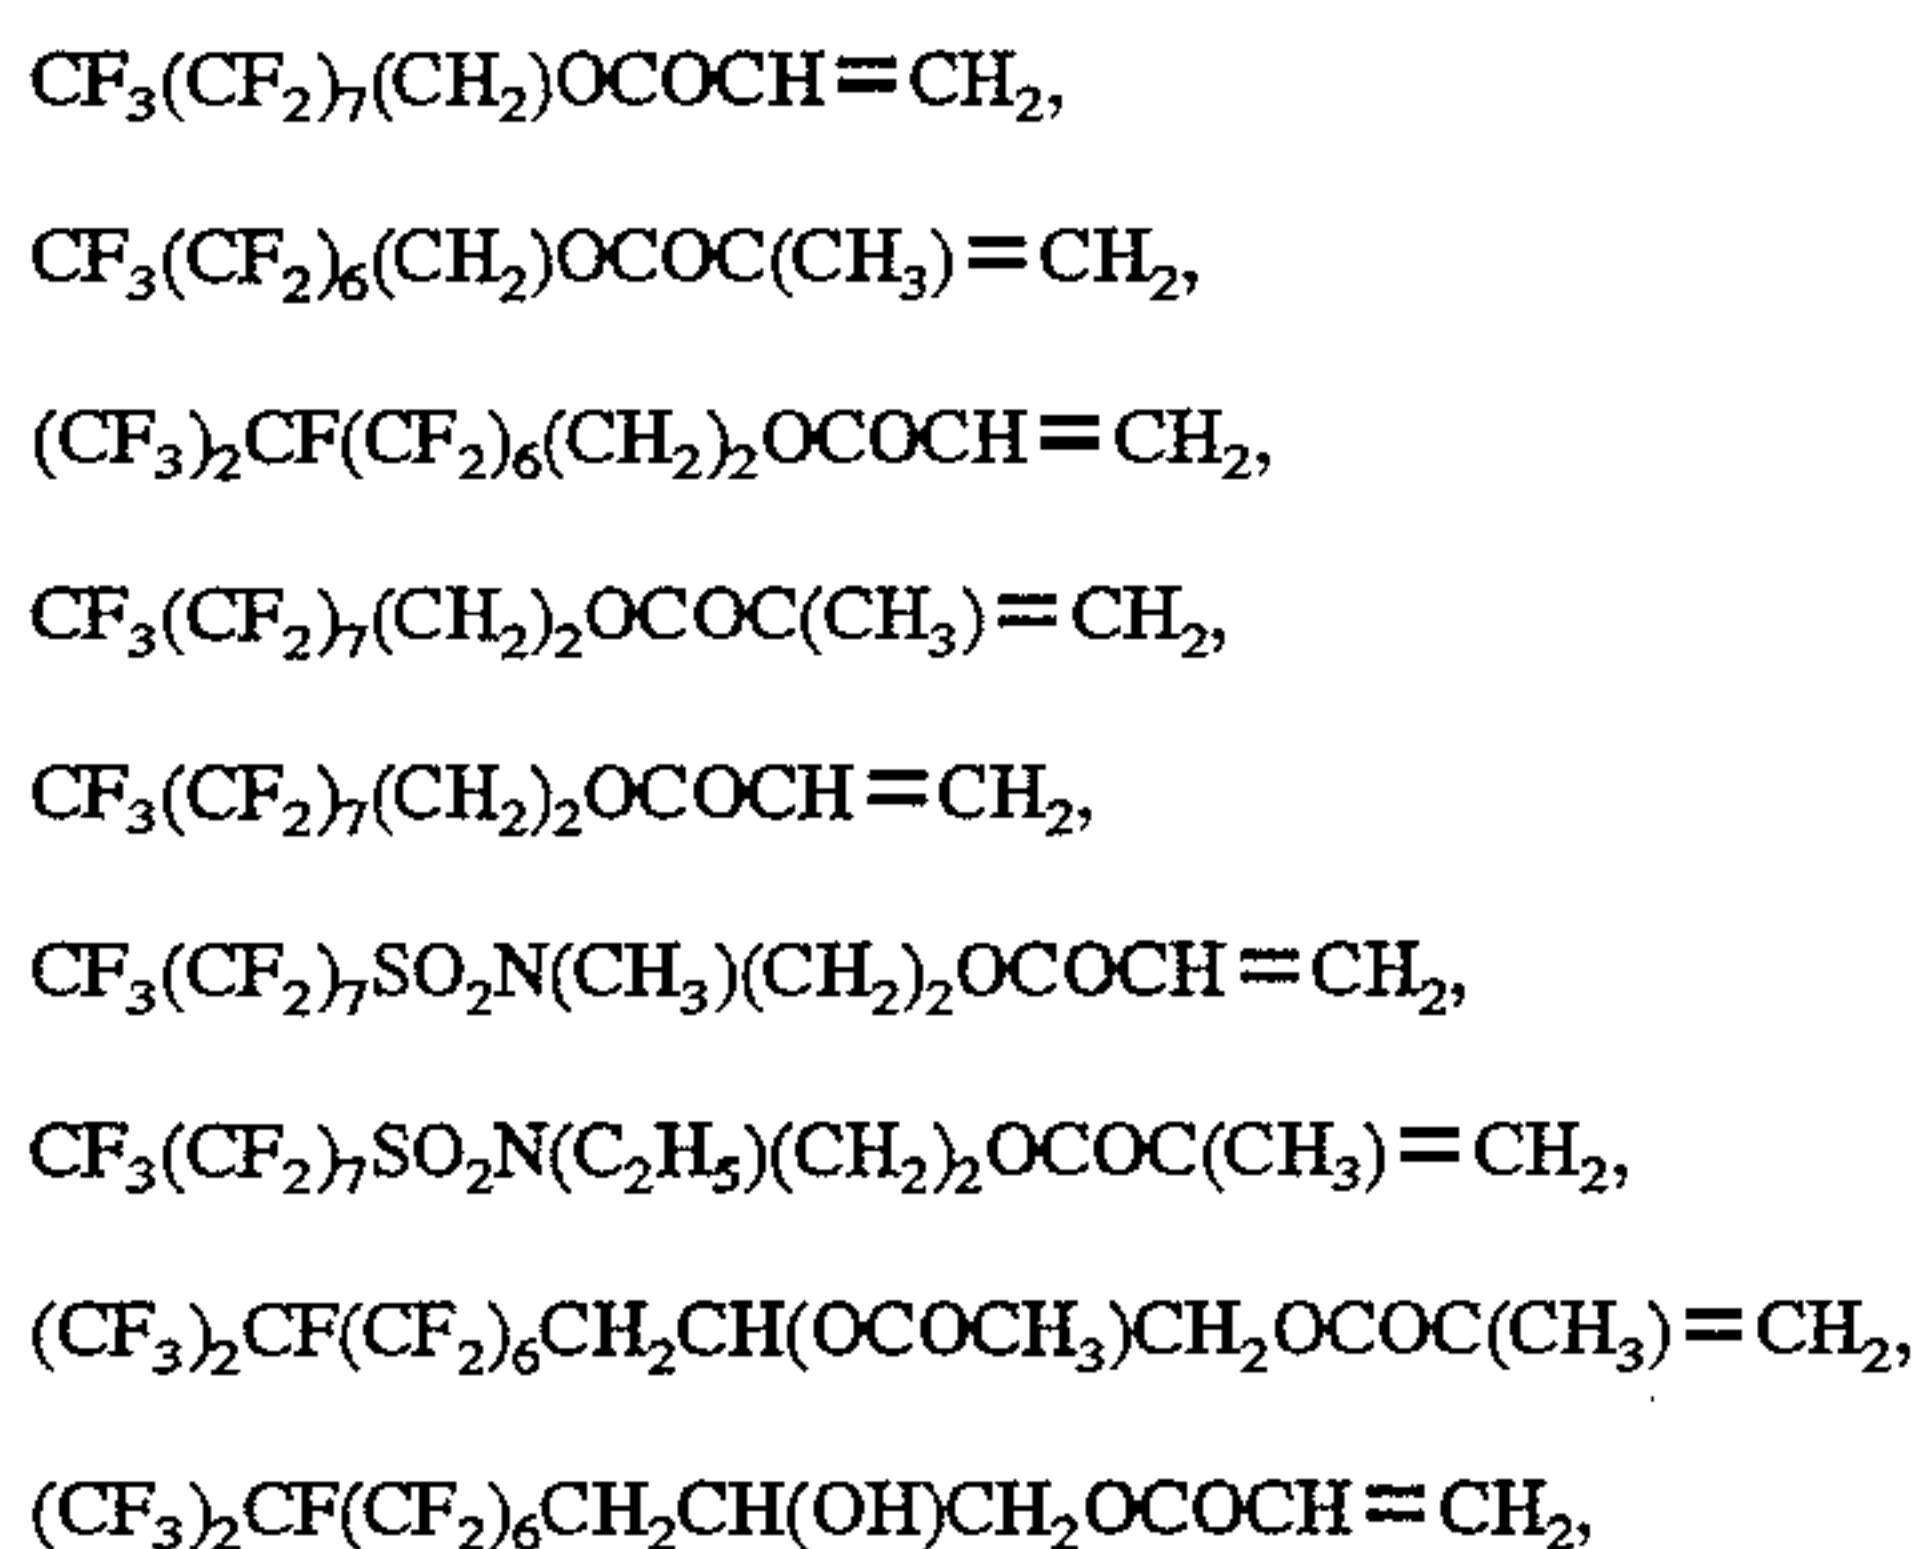 CF₃(CF₂)₇(CH₂)OCOCH=CH₂,
CF₃(CF₂)₆(CH₂)OCOC(CH₃)=CH₂,
(CF₃)₂CF(CF₂)₆(CH₂)₂OCOCH=CH₂,
CF₃(CF₂)₇(CH₂)₂OCOC(CH₃)=CH₂,
CF₃(CF₂)₇(CH₂)₂OCOCH=CH₂,
CF₃(CF₂)₇SO₂N(CH₃)(CH₂)₂OCOCH=CH₂,
CF₃(CF₂)₇SO₂N(C₂H₅)(CH₂)₂OCOC(CH₃)=CH₂,
(CF₃)₂CF(CF₂)₆CH₂CH(OCOCH₃)CH₂OCOC(CH₃)=CH₂,
(CF₃)₂CF(CF₂)₆CH₂CH(OH)CH₂OCOCH=CH₂,